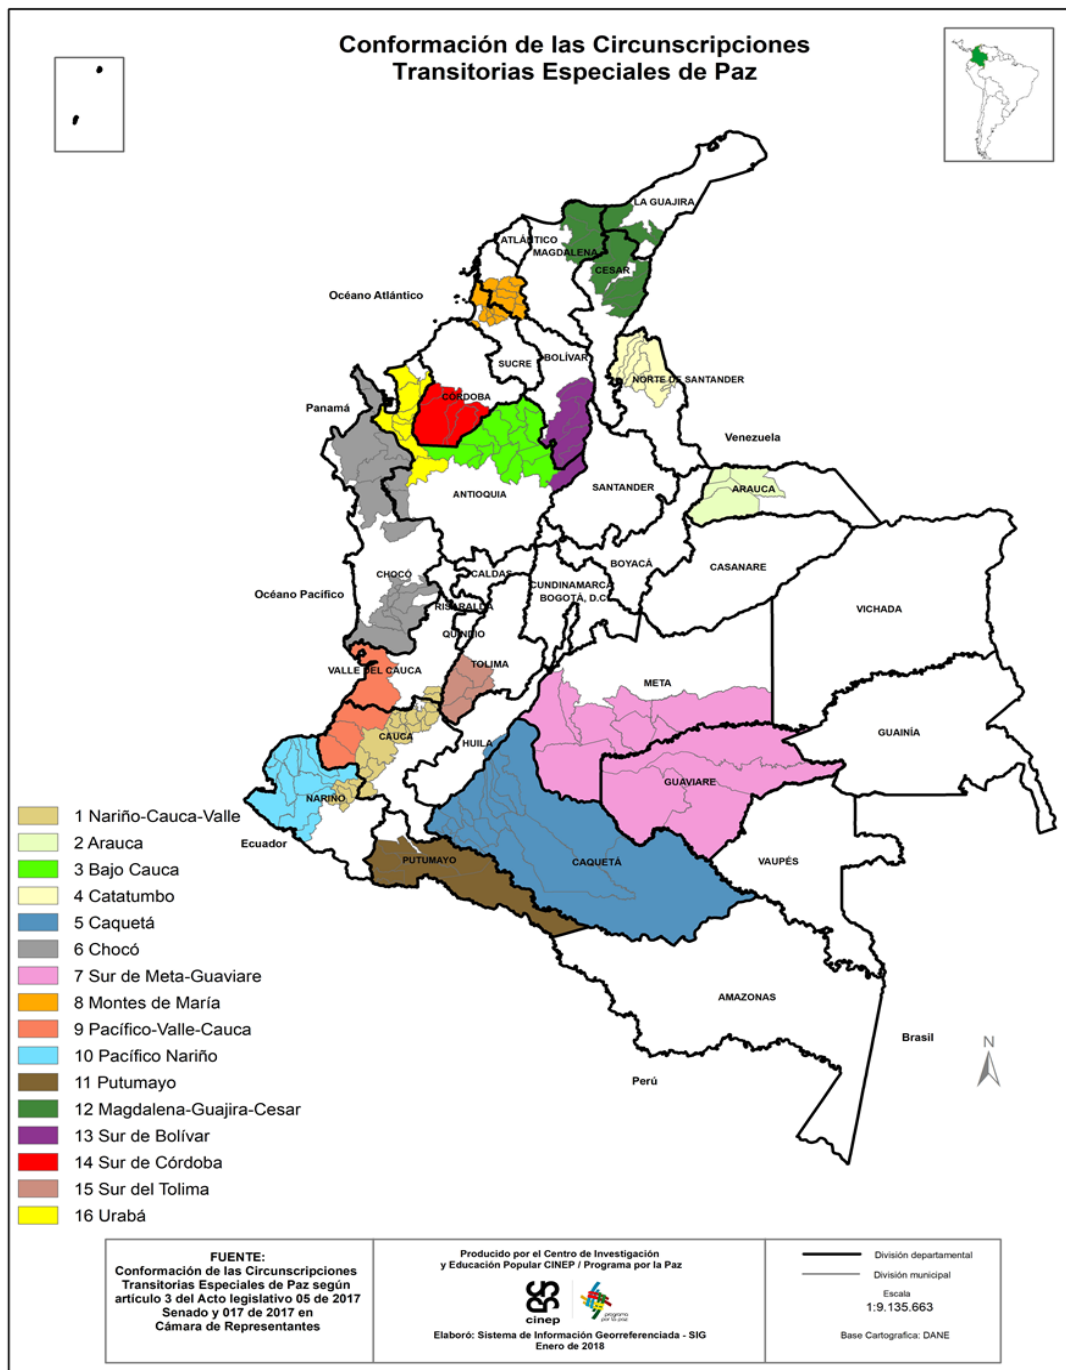 Conformación de las Circunscripciones
Transitorias Especiales de Paz
LA GUAJIRA
ATLÁNTICO
MAGDALENA
CESAR
Océano Atlántico
BOLÍVAR
SUCRE
NORTE DE SANTANDER
CÓRDOBA
Panamá
Venezuela
SANTANDER
ARAUCA
ANTIOQUIA
BOYACÁ
CASANARE
CHOCÓ
CALDAS
CUNDINAMARCA
BOGOTÁ, D.C
Océano Pacífico
RISARALDA
VICHADA
QUINDIO
TOLIMA
VALLE DEL CAUCA
META
GUAINÍA
CAUCA
HUILA
GUAVIARE
NARIÑO
Ecuador
PUTUMAYO
CAQUETÁ
VAUPÉS
AMAZONAS
Brasil
Perú
N
1 Nariño-Cauca-Valle
2 Arauca
3 Bajo Cauca
4 Catatumbo
5 Caquetá
6 Chocó
7 Sur de Meta-Guaviare
8 Montes de María
9 Pacífico-Valle-Cauca
10 Pacífico Nariño
11 Putumayo
12 Magdalena-Guajira-Cesar
13 Sur de Bolívar
14 Sur de Córdoba
15 Sur del Tolima
16 Urabá
FUENTE:
Conformación de las Circunscripciones
Transitorias Especiales de Paz según
artículo 3 del Acto legislativo 05 de 2017
Senado y 017 de 2017 en
Cámara de Representantes
Producido por el Centro de Investigación
y Educación Popular CINEP / Programa por la Paz
cinep
programa
por la paz
Elaboró: Sistema de Información Georreferenciada - SIG
Enero de 2018
División departamental
División municipal
Escala
1:9.135.663
Base Cartografica: DANE